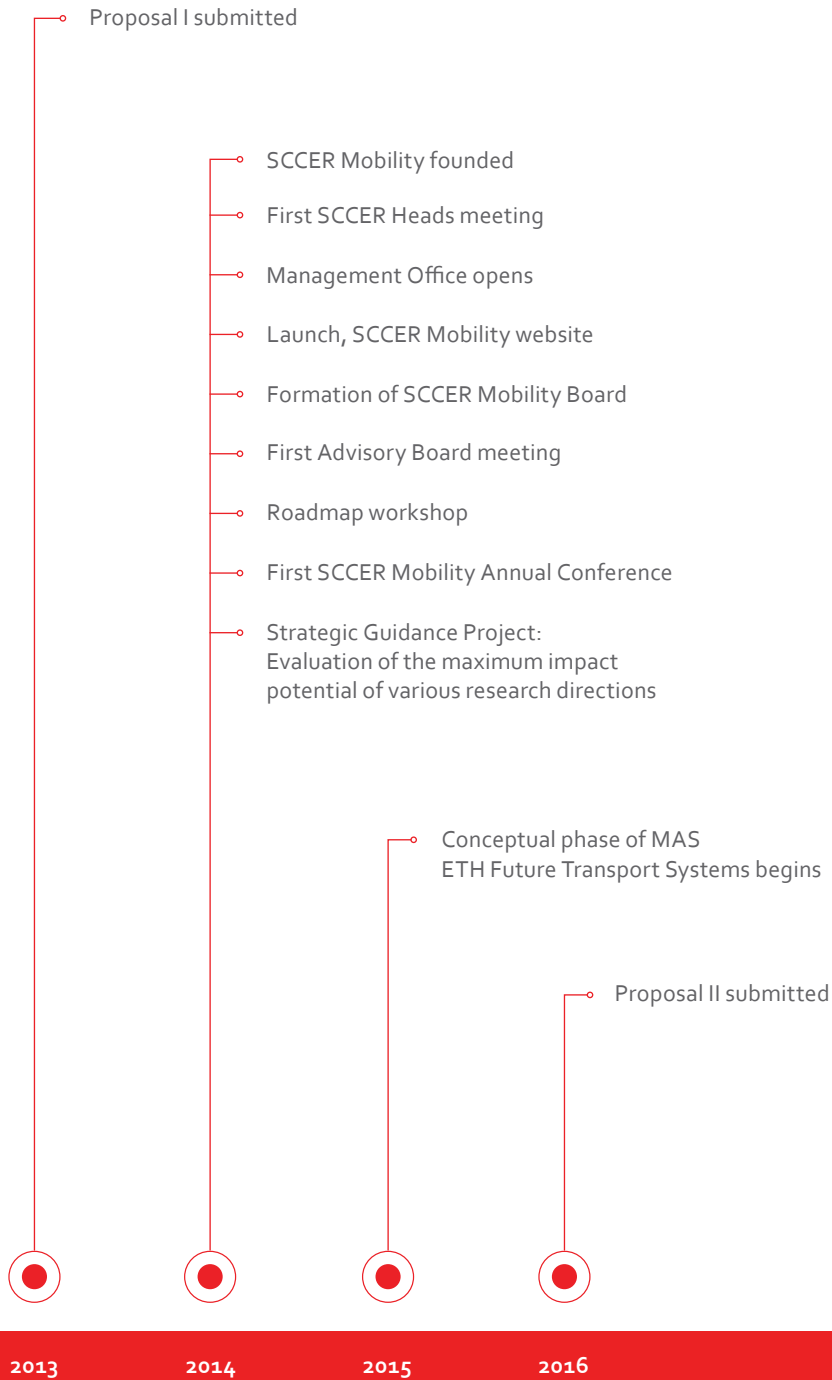 Proposal I submitted
SCCER Mobility founded
First SCCER Heads meeting
Management Office opens
Launch, SCCER Mobility website
Formation of SCCER Mobility Board
First Advisory Board meeting
Roadmap workshop
First SCCER Mobility Annual Conference
Strategic Guidance Project:
Evaluation of the maximum impact
potential of various research directions
Conceptual phase of MAS
ETH Future Transport Systems begins
Proposal II submitted
2013 2014 2015 2016